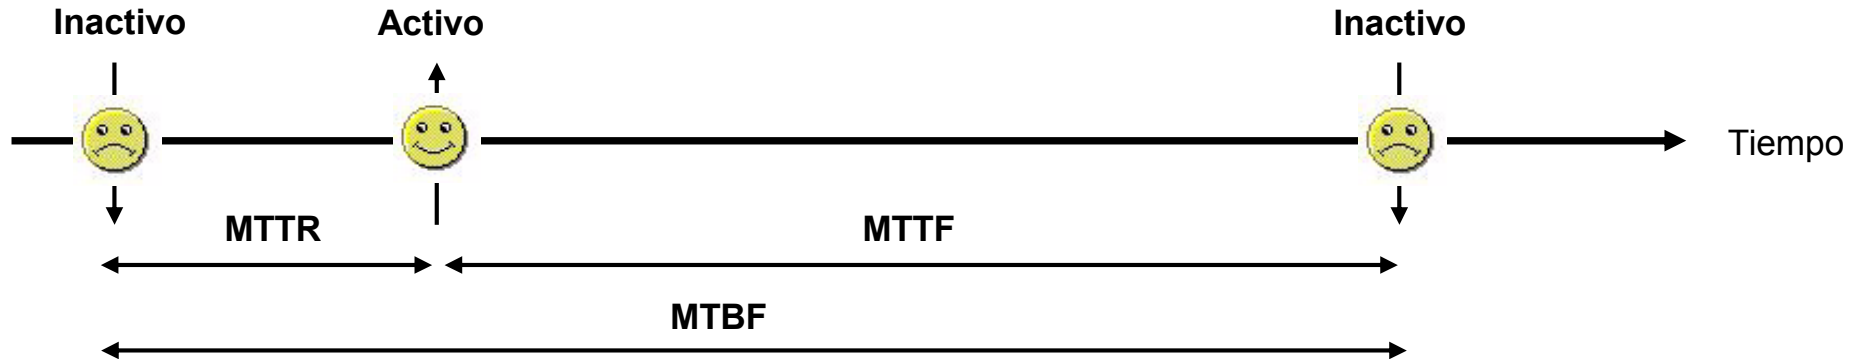 Inactivo Activo Inactivo
Tiempo
MTTR MTTF
MTBF